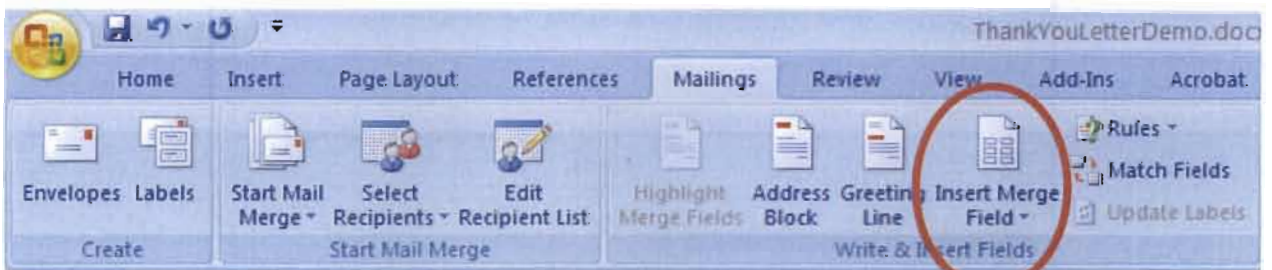 ThankYouLetterDemo.doc
Home Insert Page Layout References Mailings Review View Add-Ins Acrobat
Envelopes Labels Start Mail Merge Select Recipients Edit Recipient List Highlight Merge Fields Address Block Greeting Line Insert Merge Field Rules
Match Fields
Update Labels
Create Start Mail Merge Write & Insert Fields